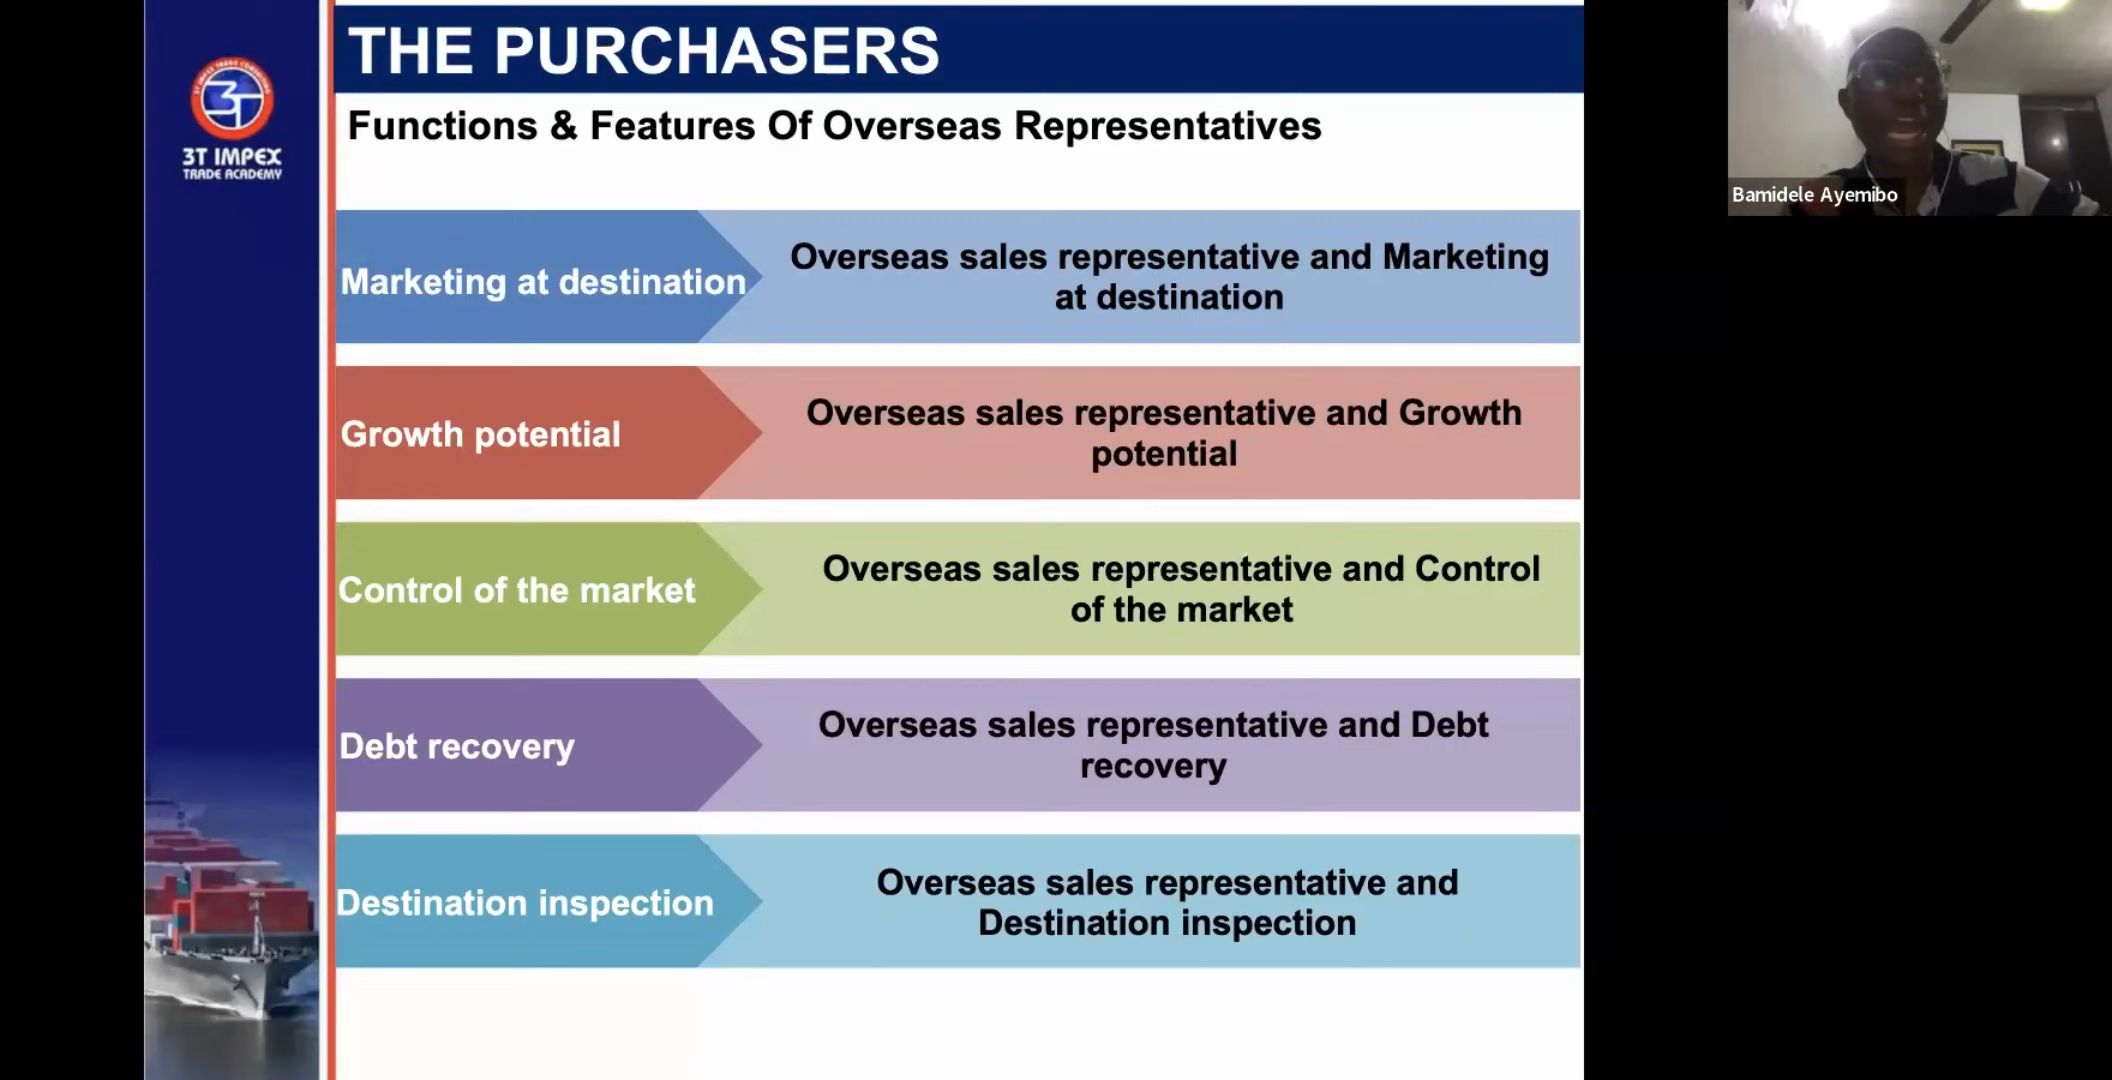 THE PURCHASERS
3T IMPEX
TRADE ACADEMY
Functions & Features Of Overseas Representatives
Marketing at destination
Overseas sales representative and Marketing
at destination
Growth potential
Overseas sales representative and Growth
potential
Control of the market
Overseas sales representative and Control
of the market
Debt recovery
Overseas sales representative and Debt
recovery
Destination inspection
Overseas sales representative and
Destination inspection
Bamidele Ayemibo